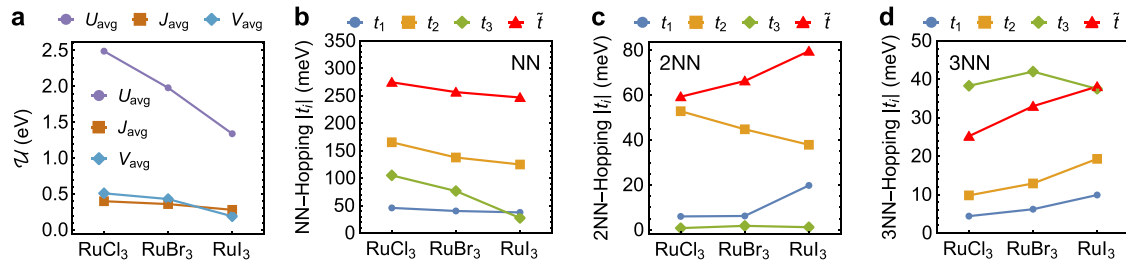 a
U_avg J_avg V_avg
𝒰 (eV)
2.5
2.0
1.5
1.0
0.5
0.0
U_avg
J_avg
V_avg
RuCl₃ RuBr₃ RuI₃
b
t₁ t₂ t₃ t̃
NN–Hopping |tᵢ| (meV)
350
300
250
200
150
100
50
0
NN
RuCl₃ RuBr₃ RuI₃
c
t₁ t₂ t₃ t̃
2NN–Hopping |tᵢ| (meV)
80
60
40
20
0
2NN
RuCl₃ RuBr₃ RuI₃
d
t₁ t₂ t₃ t̃
3NN–Hopping |tᵢ| (meV)
50
40
30
20
10
0
3NN
RuCl₃ RuBr₃ RuI₃